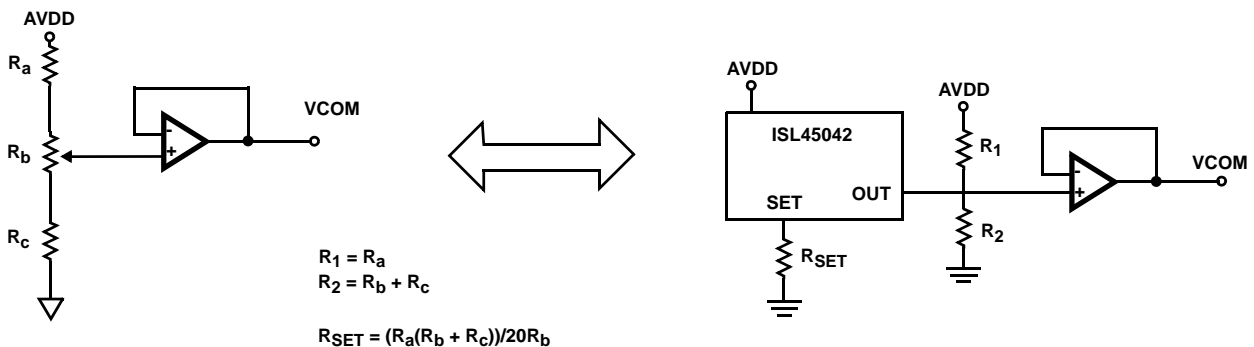 AVDD
Ra
Rb
Rc
-
+
VCOM
R1 = Ra
R2 = Rb + Rc
RSET = (Ra(Rb + Rc))/20Rb
AVDD
ISL45042
SET
OUT
RSET
AVDD
R1
R2
-
+
VCOM